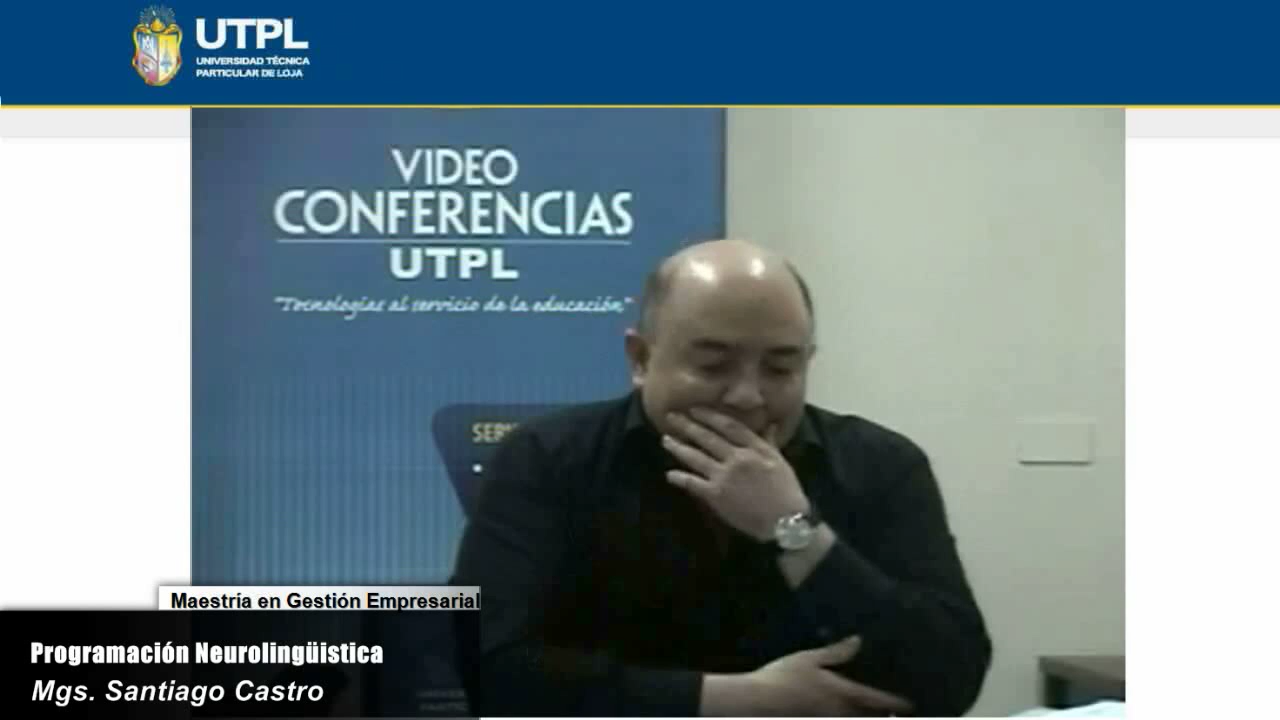 UTPL
UNIVERSIDAD TÉCNICA
PARTICULAR DE LOJA
VIDEO
CONFERENCIAS
UTPL
"Tecnologías al servicio de la educación"
Maestría en Gestión Empresarial
Programación Neurolingüistica
Mgs. Santiago Castro